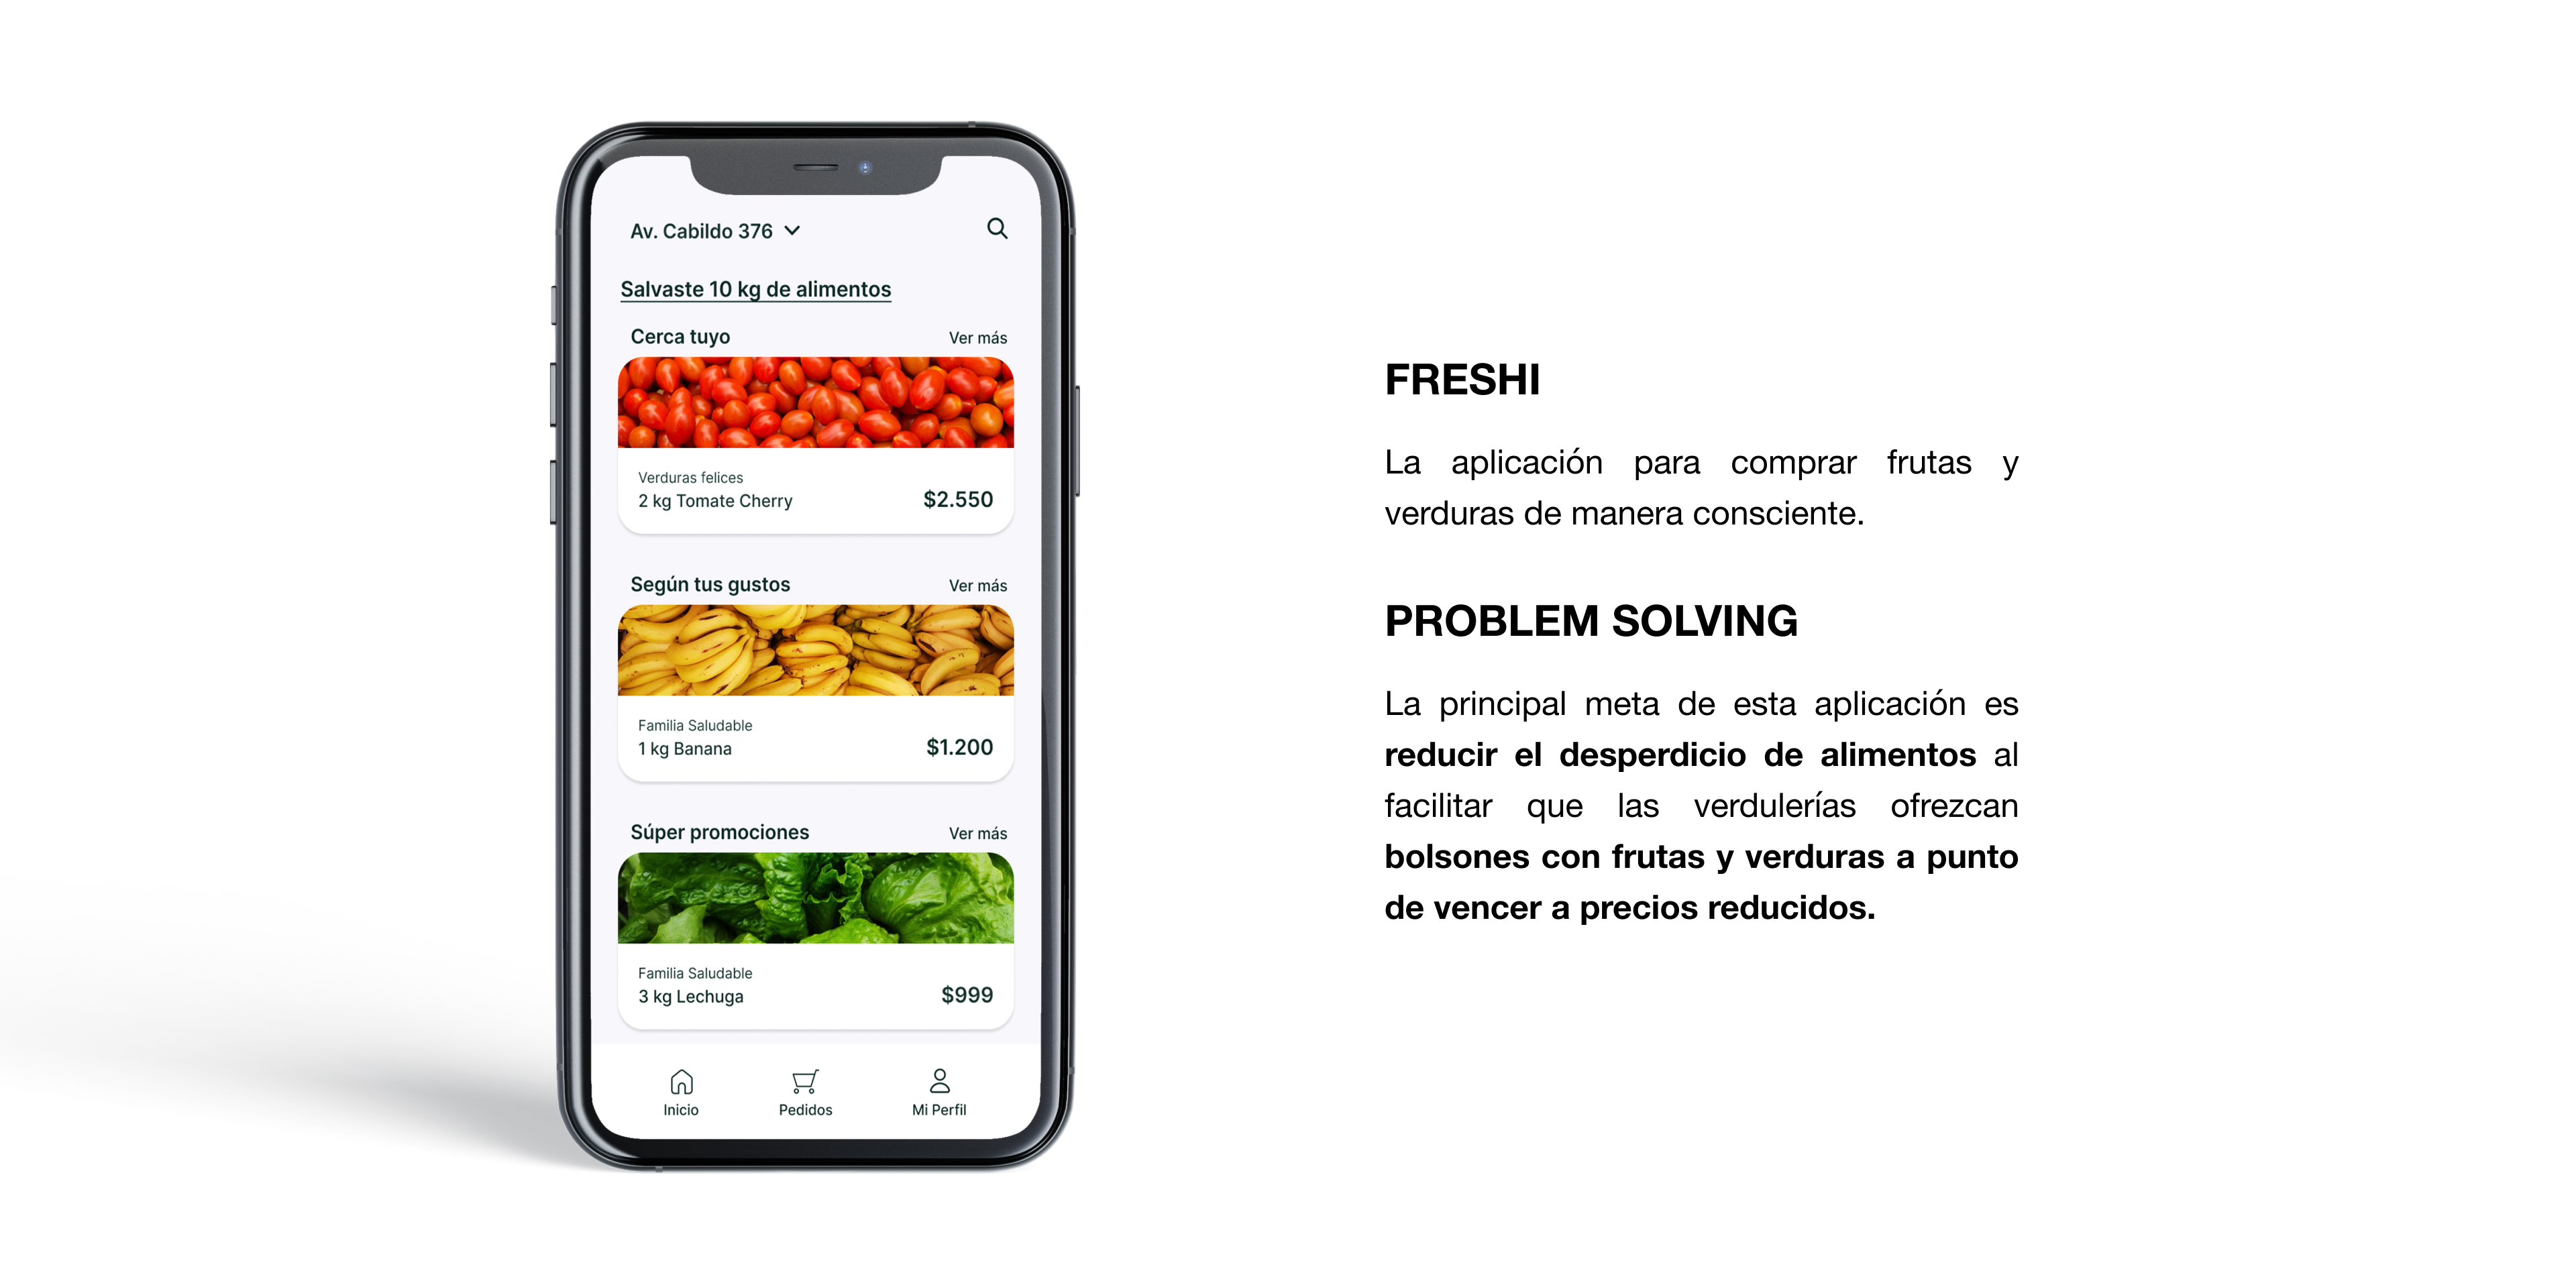 Av. Cabildo 376
Salvaste 10 kg de alimentos
Cerca tuyo
Ver más
Verduras felices
2 kg Tomate Cherry
$2.550
Según tus gustos
Ver más
Familia Saludable
1 kg Banana
$1.200
Súper promociones
Ver más
Familia Saludable
3 kg Lechuga
$999
Inicio
Pedidos
Mi Perfil
FRESHI
La aplicación para comprar frutas y
verduras de manera consciente.
PROBLEM SOLVING
La principal meta de esta aplicación es
reducir el desperdicio de alimentos al
facilitar que las verdulerías ofrezcan
bolsones con frutas y verduras a punto
de vencer a precios reducidos.